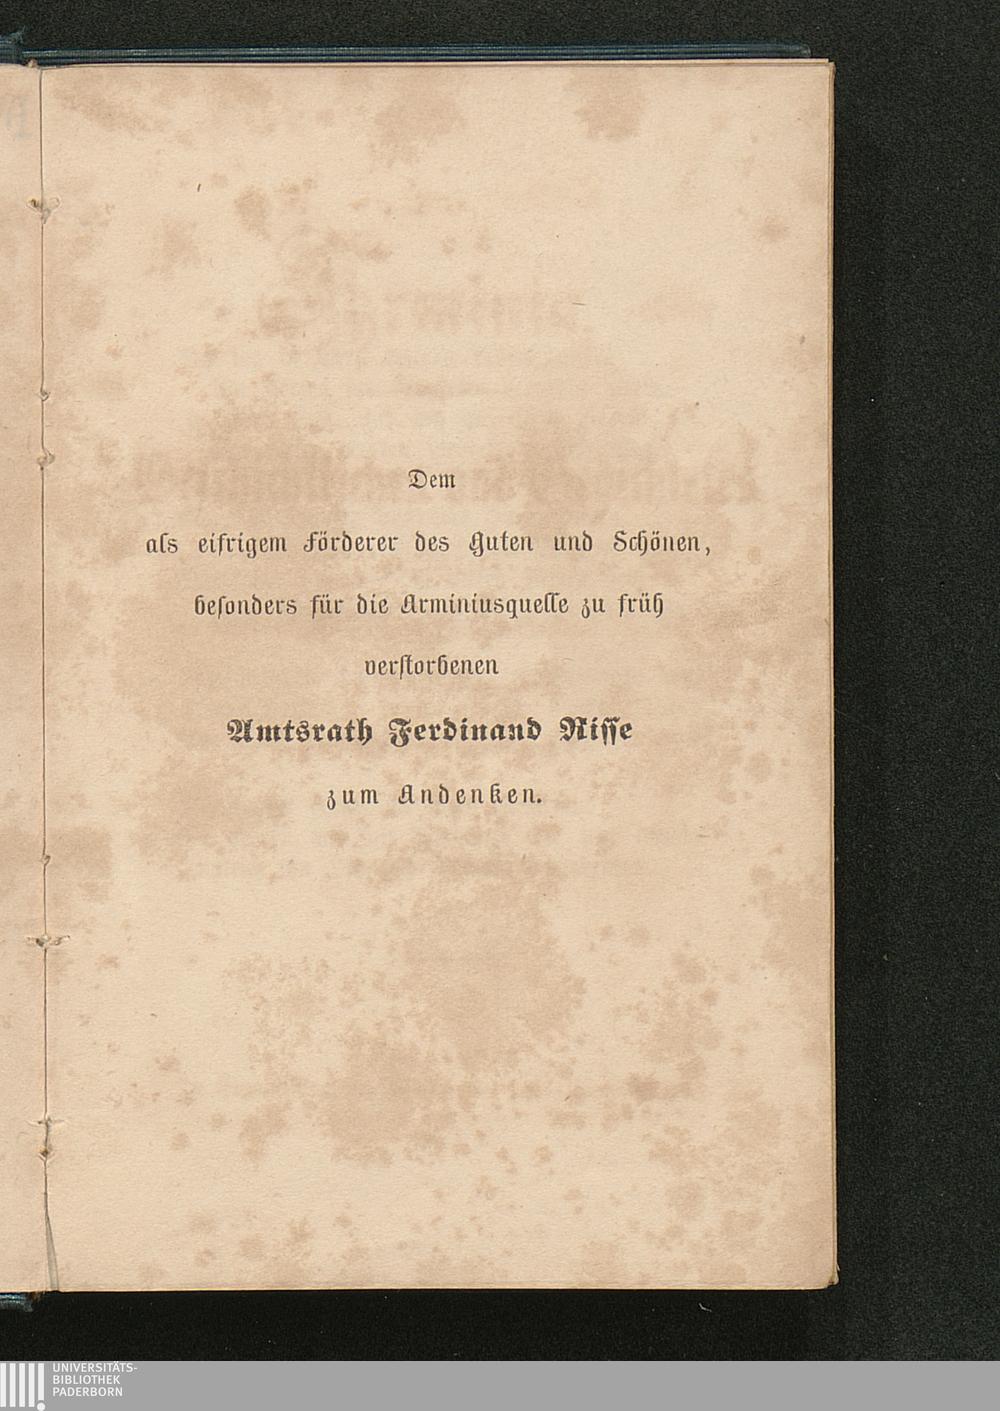 Dem
als eifrigem Förderer des Guten und Schönen,
beſonders für die Arminiusquelle zu früh
verſtorbenen
Amtsrath Ferdinand Riſſe
zum Andenken.
UNIVERSITÄTS-
BIBLIOTHEK
PADERBORN